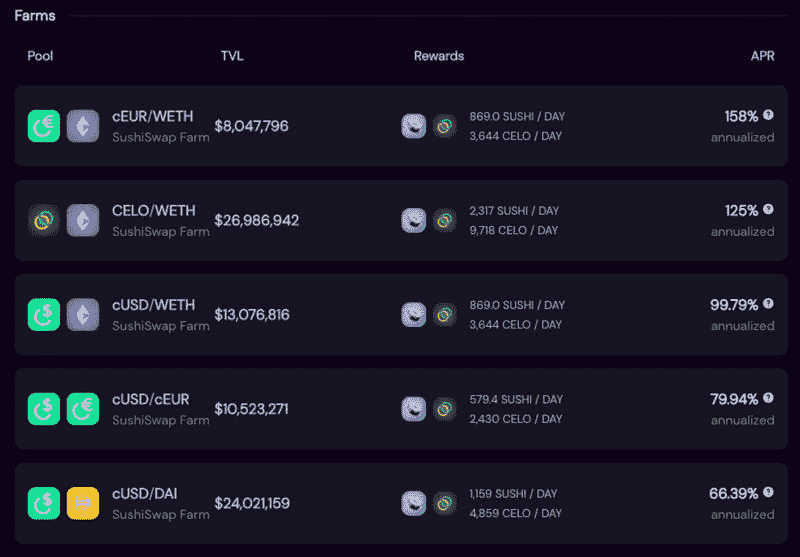 Farms
Pool TVL Rewards APR
cEUR/WETH
SushiSwap Farm
$8,047,796
869.0 SUSHI / DAY
3,644 CELO / DAY
158% ?
annualized
CELO/WETH
SushiSwap Farm
$26,986,942
2,317 SUSHI / DAY
9,718 CELO / DAY
125% ?
annualized
cUSD/WETH
SushiSwap Farm
$13,076,816
869.0 SUSHI / DAY
3,644 CELO / DAY
99.79% ?
annualized
cUSD/cEUR
SushiSwap Farm
$10,523,271
579.4 SUSHI / DAY
2,430 CELO / DAY
79.94% ?
annualized
cUSD/DAI
SushiSwap Farm
$24,021,159
1,159 SUSHI / DAY
4,859 CELO / DAY
66.39% ?
annualized